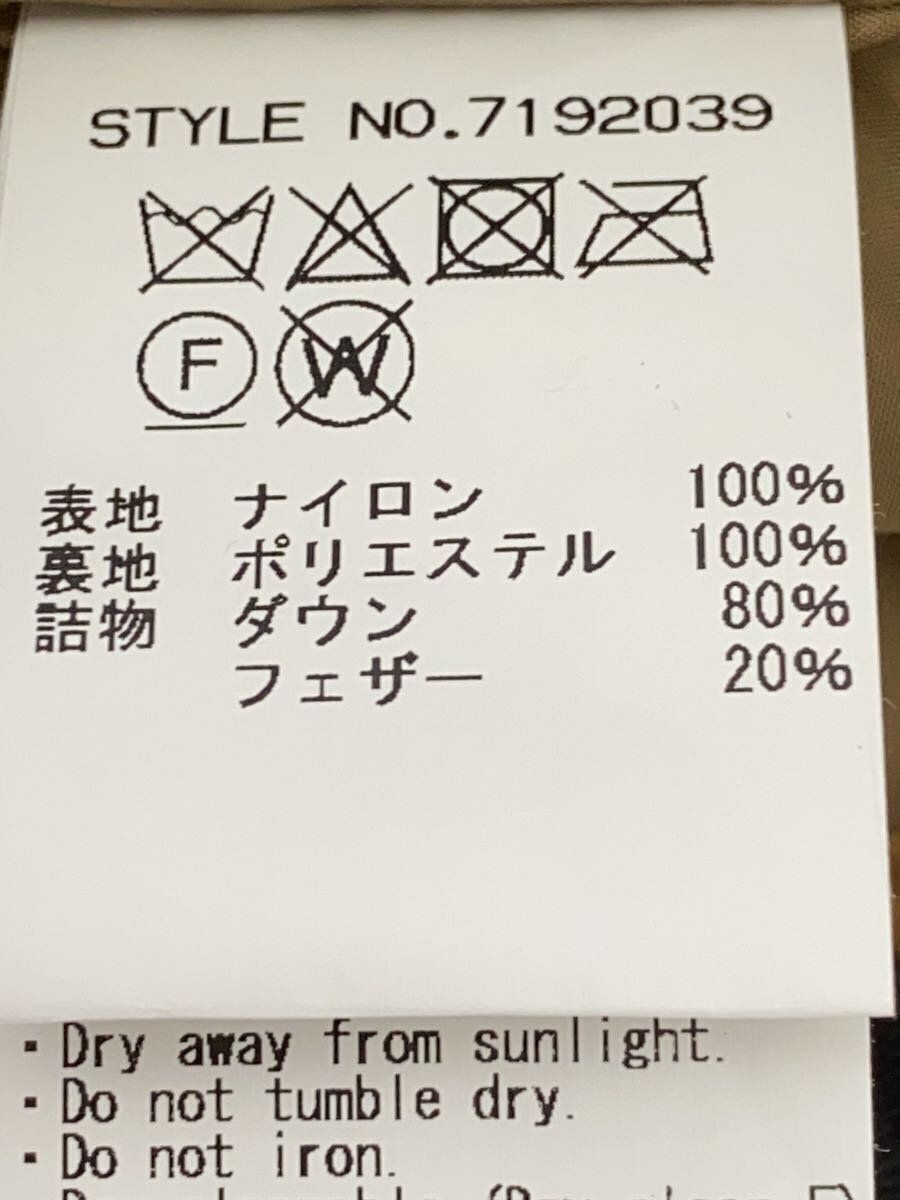 STYLE NO.7192039
F W
表地 ナイロン 100%
裏地 ポリエステル 100%
詰物 ダウン 80%
フェザー 20%
・Dry away from sunlight.
・Do not tumble dry.
・Do not iron.